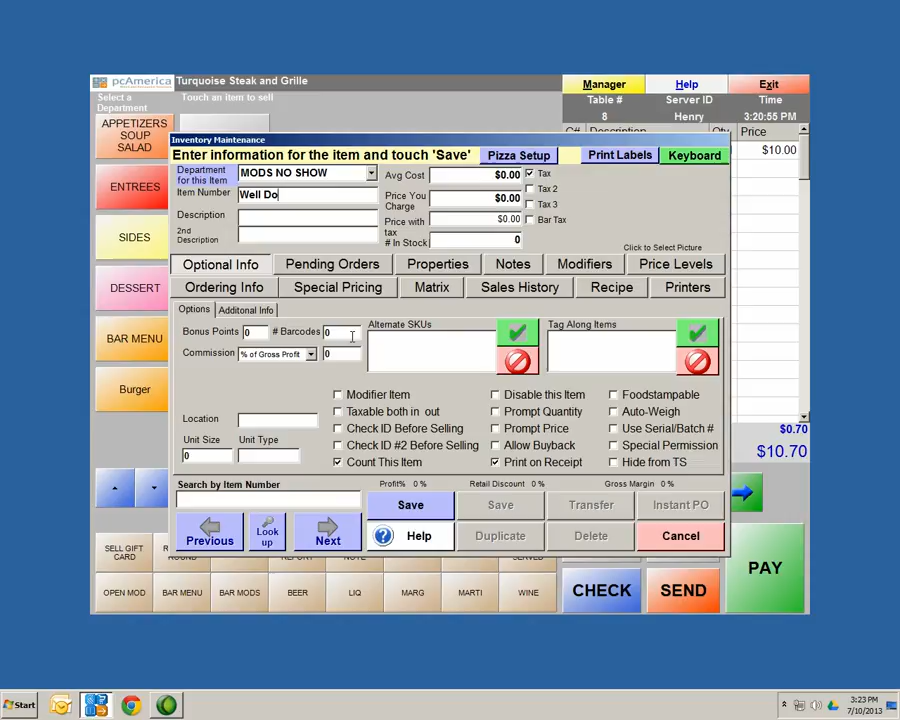 pcAmerica
Turquoise Steak and Grille
Manager
Help
Exit
Select a
Department
Touch an item to sell
Table #
Server ID
Time
8
Henry
3:20:55 PM
APPETIZERS
SOUP
SALAD
ENTREES
SIDES
DESSERT
BAR MENU
Burger
Price
$10.00
Inventory Maintenance
Enter information for the item and touch 'Save'
Pizza Setup
Print Labels
Keyboard
Department
for this Item
MODS NO SHOW
Avg Cost
$0.00
Tax
Item Number
Well Do
Price You
Charge
$0.00
Tax 2
Tax 3
Description
Price with
tax
$0.00
Bar Tax
2nd
Description
# In Stock
0
Click to Select Picture
Optional Info
Pending Orders
Properties
Notes
Modifiers
Price Levels
Ordering Info
Special Pricing
Matrix
Sales History
Recipe
Printers
Options
Additonal Info
Bonus Points
0
# Barcodes
0
Alternate SKUs
Tag Along Items
Commission
% of Gross Profit
0
Modifier Item
Disable this Item
Foodstampable
Taxable both in out
Prompt Quantity
Auto-Weigh
Location
Check ID Before Selling
Prompt Price
Use Serial/Batch #
Unit Size
Unit Type
Check ID #2 Before Selling
Allow Buyback
Special Permission
0
Count This Item
Print on Receipt
Hide from TS
Search by Item Number
Profit% 0 %
Retail Discount 0 %
Gross Margin 0 %
Save
Save
Transfer
Instant PO
Previous
Look
up
Next
Help
Duplicate
Delete
Cancel
$0.70
$10.70
SELL GIFT
CARD
OPEN MOD
BAR MENU
BAR MODS
BEER
LIQ
MARG
MARTI
WINE
CHECK
SEND
PAY
Start
3:23 PM
7/10/2013